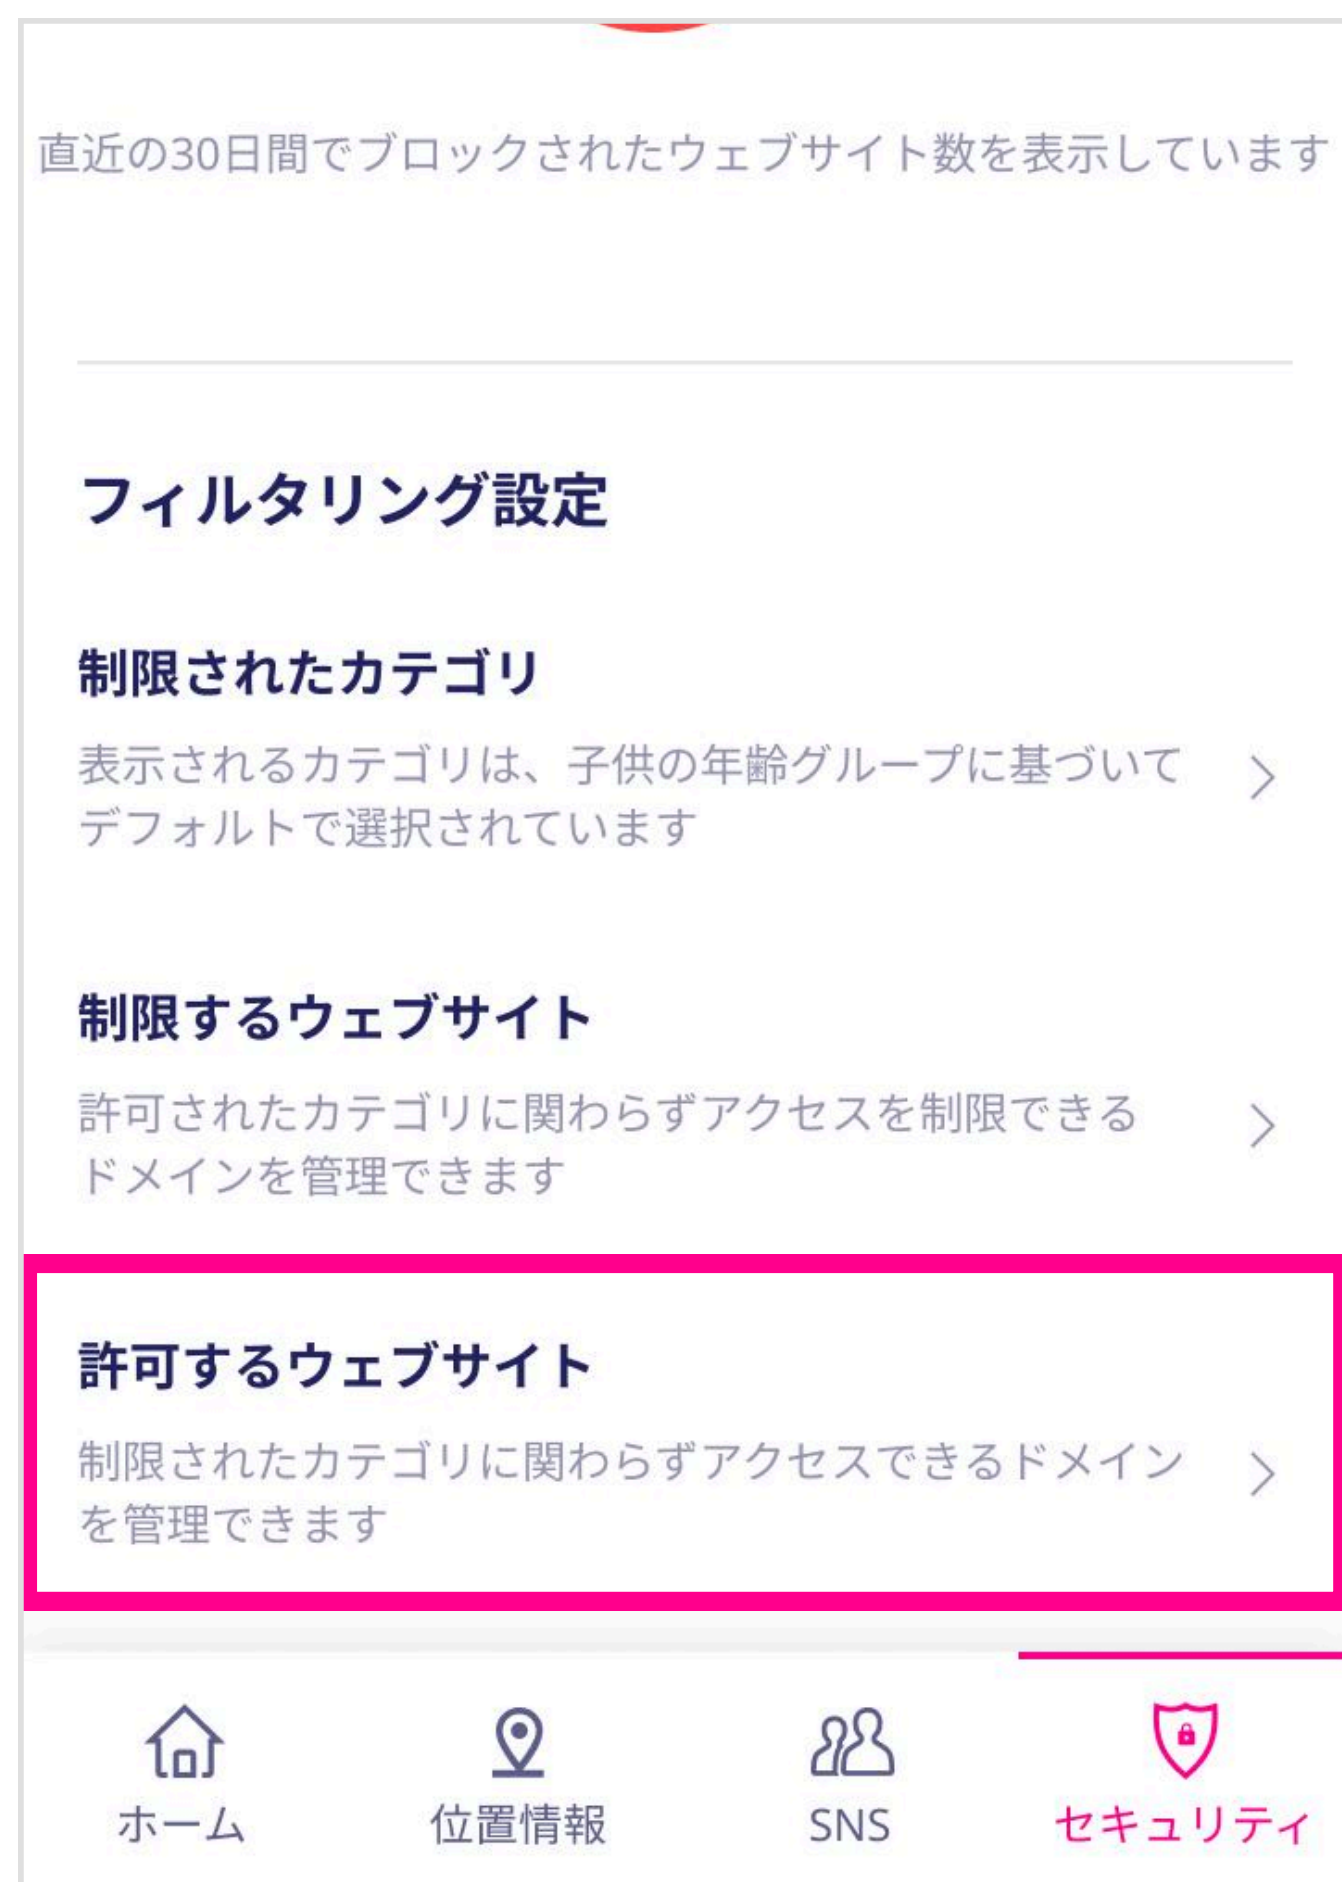 直近の30日間でブロックされたウェブサイト数を表示しています
フィルタリング設定
制限されたカテゴリ
表示されるカテゴリは、子供の年齢グループに基づいて
デフォルトで選択されています
制限するウェブサイト
許可されたカテゴリに関わらずアクセスを制限できる
ドメインを管理できます
許可するウェブサイト
制限されたカテゴリに関わらずアクセスできるドメイン
を管理できます
ホーム
位置情報
SNS
セキュリティ